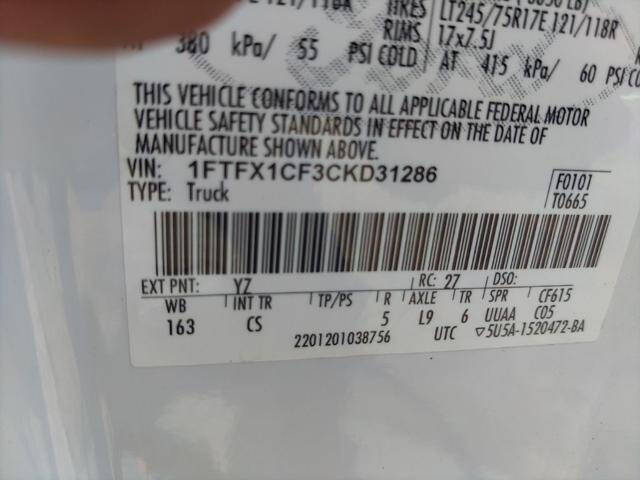 121/118R TIRES LT245/75R17E 121/118R
RIMS 17x7.5J
380 kPa/ 55 PSI COLD AT 415 kPa/ 60 PSI CO
THIS VEHICLE CONFORMS TO ALL APPLICABLE FEDERAL MOTOR
VEHICLE SAFETY STANDARDS IN EFFECT ON THE DATE OF
MANUFACTURE SHOWN ABOVE.
VIN: 1FTFX1CF3CKD31286
TYPE: Truck
F0101
T0665
EXT PNT: YZ RC: 27 DSO:
WB INT TR TP/PS R AXLE TR SPR CF615
163 CS 5 L9 6 UUAA C05
2201201038756 UTC ▽5U5A-1520472-BA